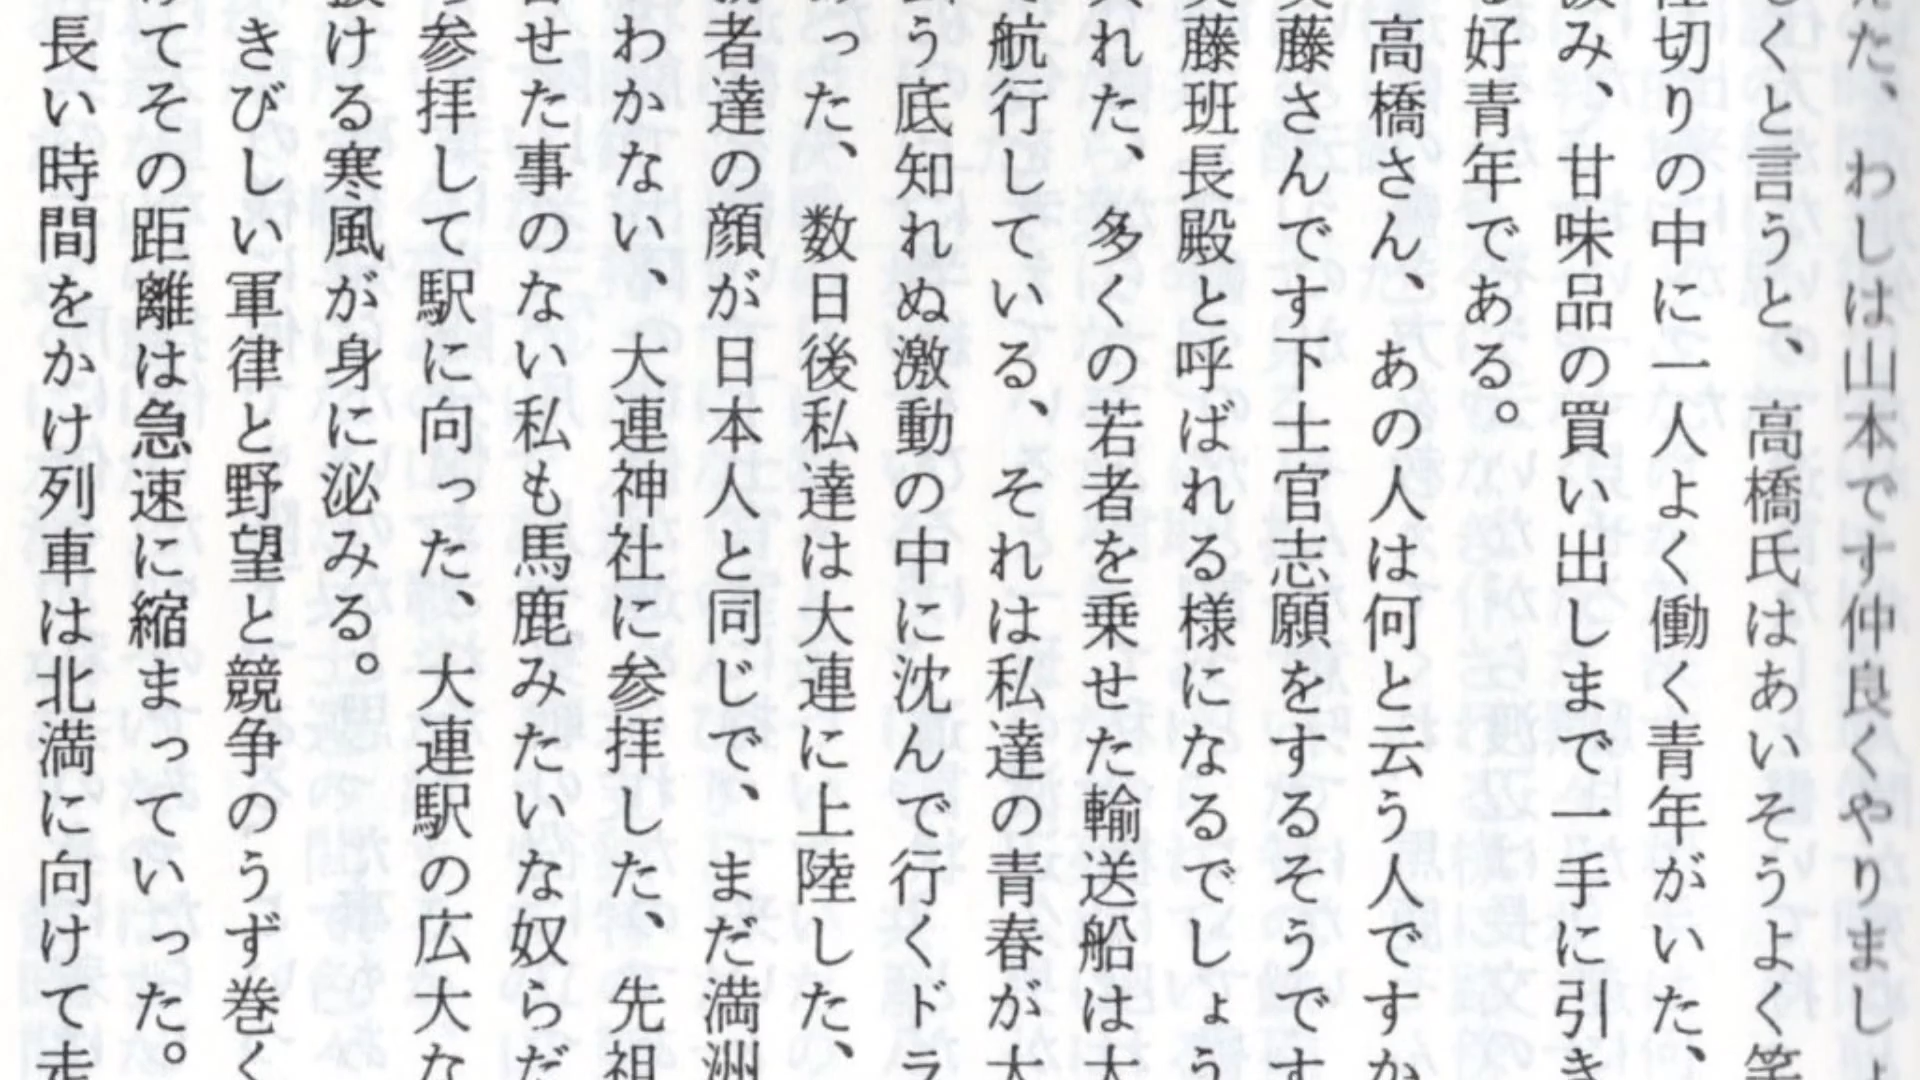 た、わしは山本です仲良くやりまし
くと言うと、高橋氏はあいそうよく笑
切りの中に一人よく働く青年がいた、
み、甘味品の買い出しまで一手に引き
好青年である。
高橋さん、あの人は何と云う人ですか
藤さんです下士官志願をするそうです
藤班長殿と呼ばれる様になるでしょう
れた、多くの若者を乗せた輸送船は大
航行している、それは私達の青春が大
う底知れぬ激動の中に沈んで行くドラ
った、数日後私達は大連に上陸した、
者達の顔が日本人と同じで、まだ満洲
わかない、大連神社に参拝した、先祖
せた事のない私も馬鹿みたいな奴らだ
参拝して駅に向った、大連駅の広大な
ける寒風が身に泌みる。
きびしい軍律と野望と競争のうず巻く
てその距離は急速に縮まっていった。
長い時間をかけ列車は北満に向けて走